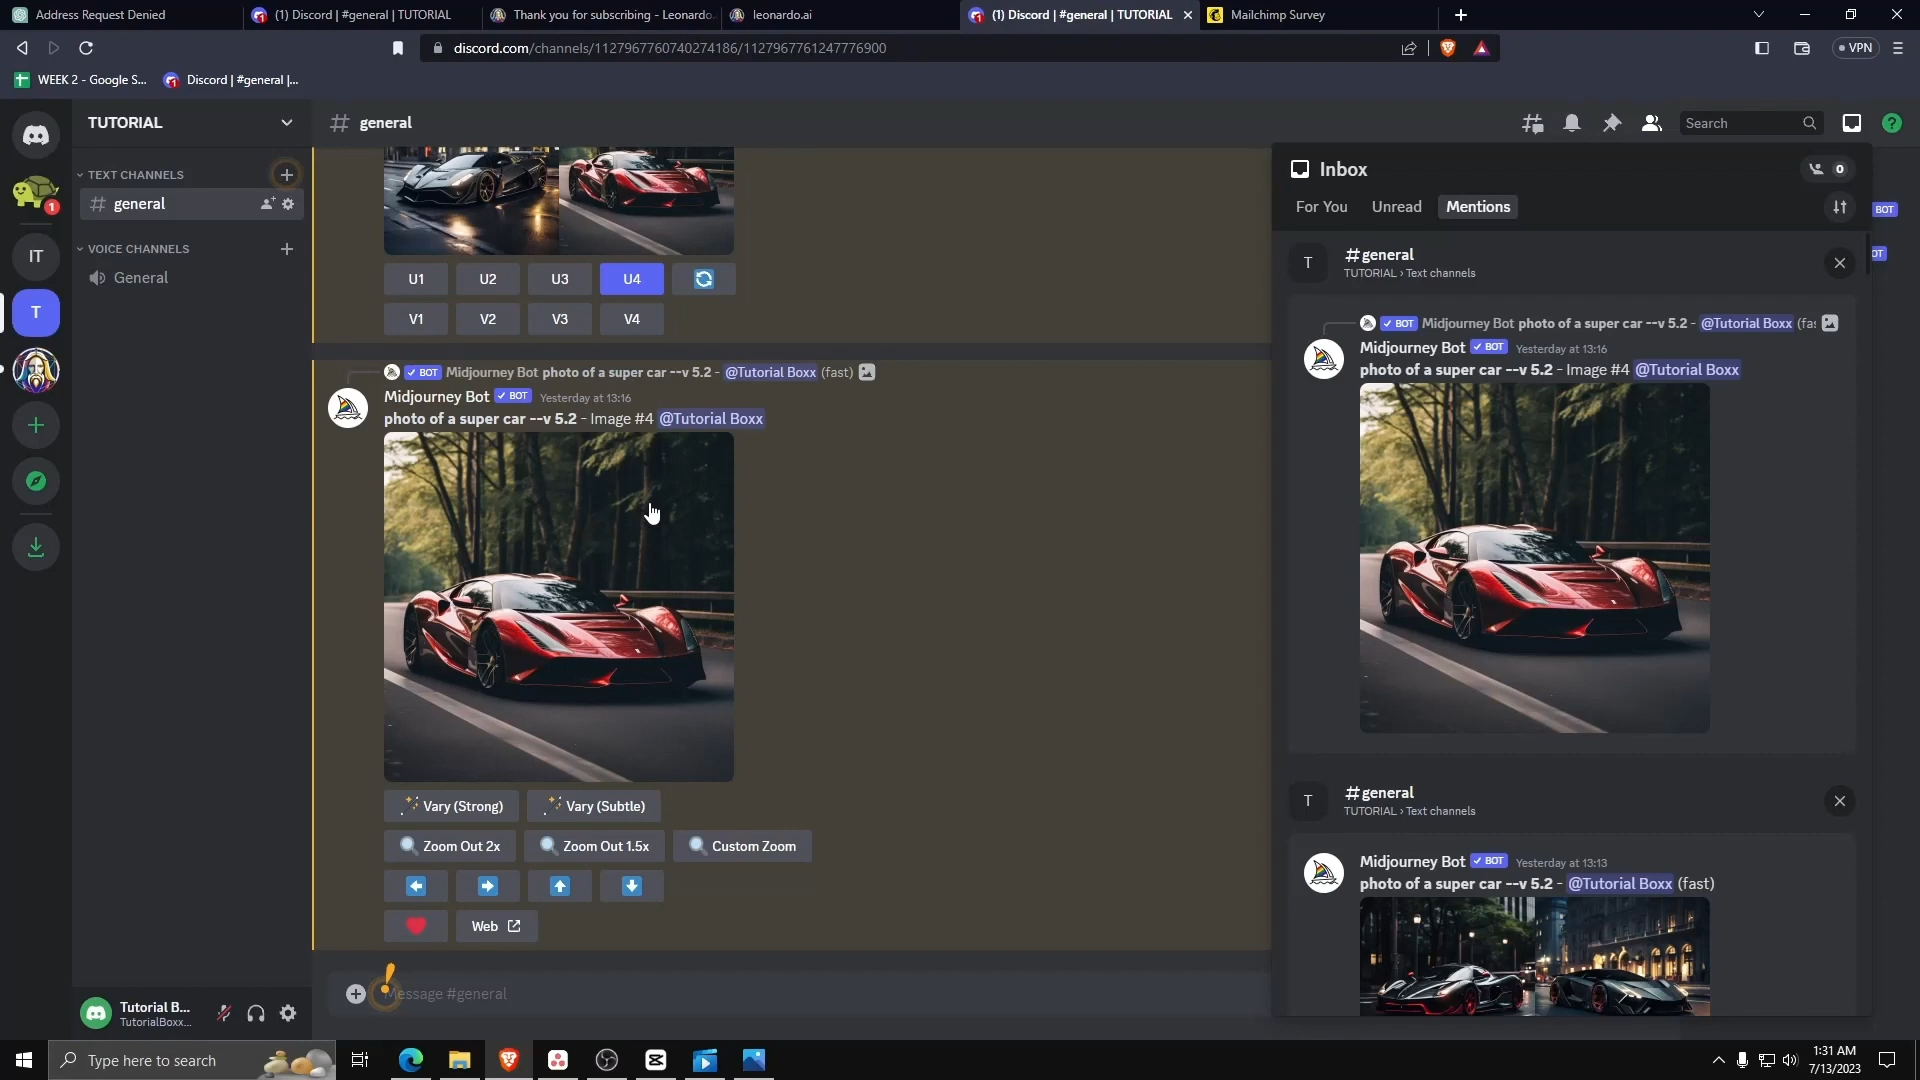 Address Request Denied
(1) Discord | #general | TUTORIAL
Thank you for subscribing - Leonardo.
leonardo.ai
(1) Discord | #general | TUTORIAL
Mailchimp Survey
discord.com/channels/1127967760740274186/1127967761247776900
VPN
WEEK 2 - Google S...
Discord | #general |...
TUTORIAL
general
Search
TEXT CHANNELS
general
VOICE CHANNELS
General
1
IT
T
U1
U2
U3
U4
V1
V2
V3
V4
BOT Midjourney Bot photo of a super car --v 5.2 - @Tutorial Boxx (fast)
Midjourney Bot BOT Yesterday at 13:16
photo of a super car --v 5.2 - Image #4 @Tutorial Boxx
Vary (Strong)
Vary (Subtle)
Zoom Out 2x
Zoom Out 1.5x
Custom Zoom
Web
Message #general
Tutorial B...
TutorialBoxx...
Inbox
0
For You
Unread
Mentions
BOT
T
#general
TUTORIAL › Text channels
BOT Midjourney Bot photo of a super car --v 5.2 - @Tutorial Boxx (fas
Midjourney Bot BOT Yesterday at 13:16
photo of a super car --v 5.2 - Image #4 @Tutorial Boxx
T
#general
TUTORIAL › Text channels
Midjourney Bot BOT Yesterday at 13:13
photo of a super car --v 5.2 - @Tutorial Boxx (fast)
Type here to search
1:31 AM
7/13/2023